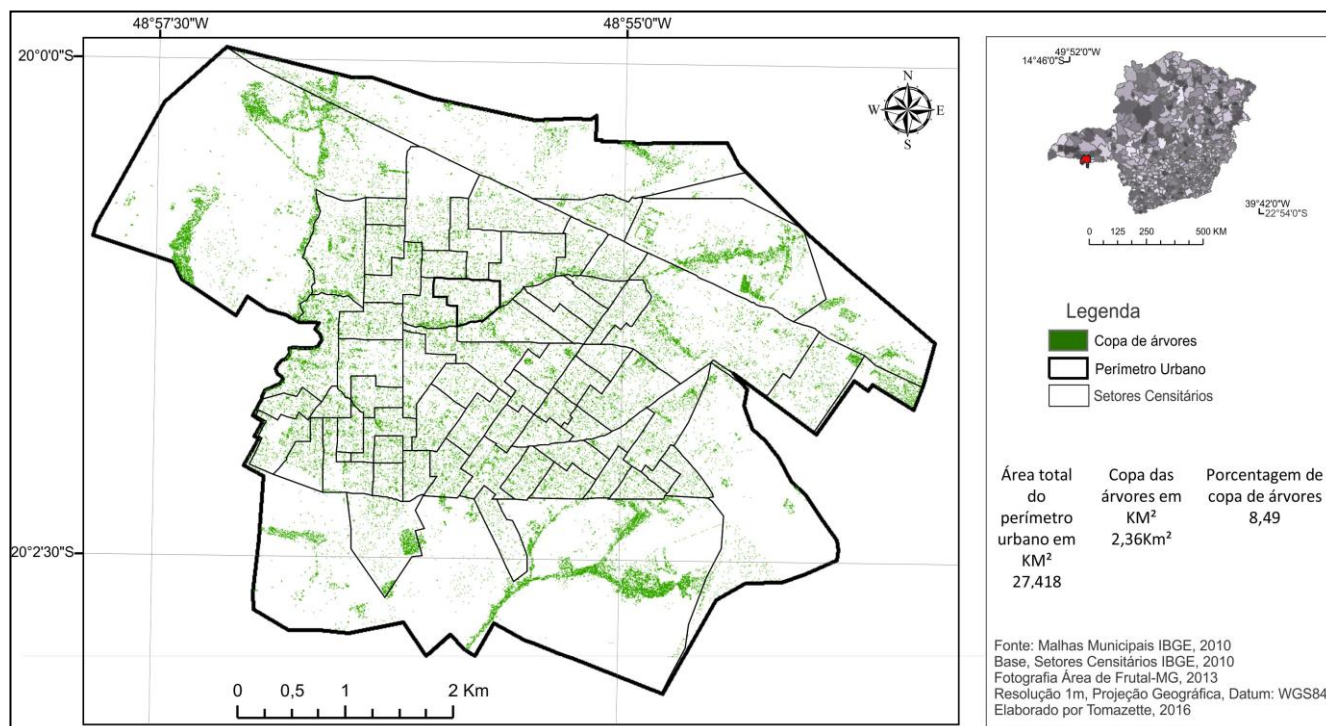 48°57'30"W
48°55'0"W
20°0'0"S
20°2'30"S
N
W
E
S
0 0,5 1 2 Km
49°52'0"W
14°46'0"S
39°42'0"W
22°54'0"S
0 125 250 500 KM
Legenda
Copa de árvores
Perímetro Urbano
Setores Censitários
Área total
do
perímetro
urbano em
KM²
27,418
Copa das
árvores em
KM²
2,36Km²
Porcentagem de
copa de árvores
8,49
Fonte: Malhas Municipais IBGE, 2010
Base, Setores Censitários IBGE, 2010
Fotografia Área de Frutal-MG, 2013
Resolução 1m, Projeção Geográfica, Datum: WGS84
Elaborado por Tomazette, 2016